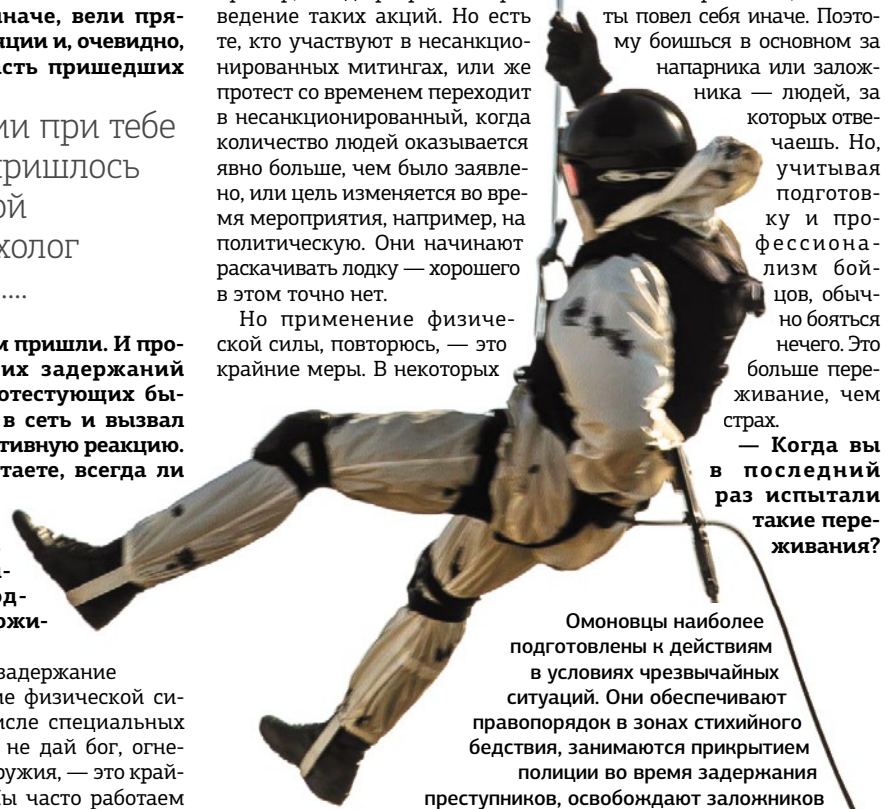 иначе, вели пря-
ции и, очевидно,
асть пришедших
ии при тебе
пришлось
ой
холог
....
м пришли. И про-
их задержаний
отестующих бы-
в сеть и вызвал
тивную реакцию.
таете, всегда ли
од-
ржи-
задержание
ие физической си-
исле специальных
не дай бог, огне-
ружия, — это край-
ы часто работаем
ведение таких акций. Но есть
те, кто участвуют в несанкцио-
нированных митингах, или же
протест со временем переходит
в несанкционированный, когда
количество людей оказывается
явно больше, чем было заявле-
но, или цель изменяется во вре-
мя мероприятия, например, на
политическую. Они начинают
раскачивать лодку — хорошего
в этом точно нет.
Но применение физиче-
ской силы, повторюсь, — это
крайние меры. В некоторых
ты повел себя иначе. Поэто-
му боишься в основном за
напарника или залож-
ника — людей, за
которых отве-
чаешь. Но,
учитывая
подготов-
ку и про-
фессиона-
лизм бой-
цов, обыч-
но бояться
нечего. Это
больше пере-
живание, чем
страх.
— Когда вы
в последний
раз испытали
такие пере-
живания?
Омоновцы наиболее
подготовлены к действиям
в условиях чрезвычайных
ситуаций. Они обеспечивают
правопорядок в зонах стихийного
бедствия, занимаются прикрытием
полиции во время задержания
преступников, освобождают заложников